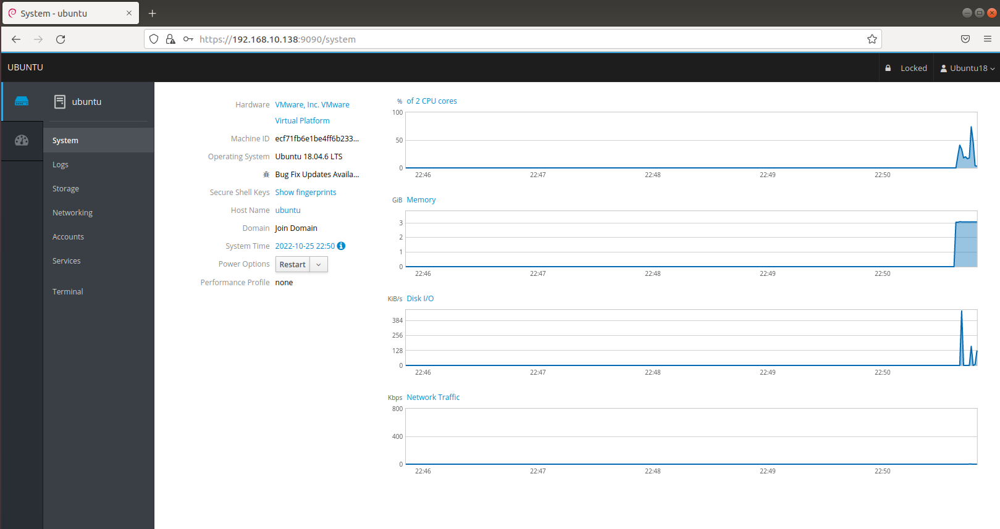 System - ubuntu
https://192.168.10.138:9090/system
UBUNTU
Locked
Ubuntu18
ubuntu
System
Logs
Storage
Networking
Accounts
Services
Terminal
Hardware VMware, Inc. VMware
Virtual Platform
Machine ID ecf71fb6e1be4ff6b233...
Operating System Ubuntu 18.04.6 LTS
Bug Fix Updates Availa...
Secure Shell Keys Show fingerprints
Host Name ubuntu
Domain Join Domain
System Time 2022-10-25 22:50
Power Options Restart
Performance Profile none
% of 2 CPU cores
100
50
0
22:46 22:47 22:48 22:49 22:50
GiB Memory
3
2
1
0
22:46 22:47 22:48 22:49 22:50
KiB/s Disk I/O
384
256
128
0
22:46 22:47 22:48 22:49 22:50
Kbps Network Traffic
800
400
0
22:46 22:47 22:48 22:49 22:50